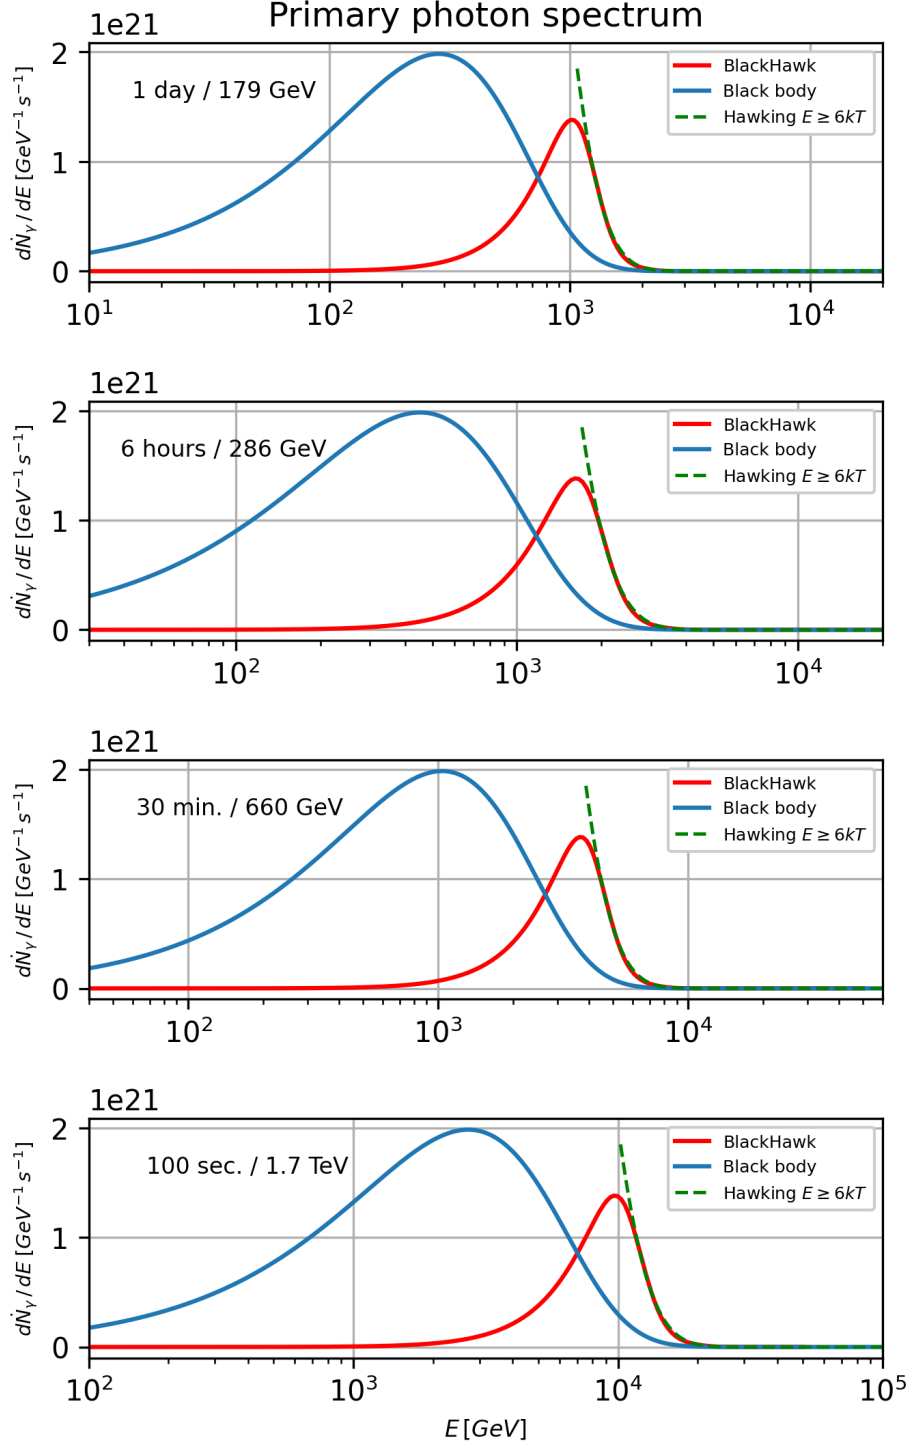 Primary photon spectrum
1e21
2
1
0
dṄγ / dE [GeV⁻¹ s⁻¹]
1 day / 179 GeV
BlackHawk
Black body
Hawking E ≥ 6kT
10¹ 10² 10³ 10⁴
1e21
2
1
0
dṄγ / dE [GeV⁻¹ s⁻¹]
6 hours / 286 GeV
BlackHawk
Black body
Hawking E ≥ 6kT
10² 10³ 10⁴
1e21
2
1
0
dṄγ / dE [GeV⁻¹ s⁻¹]
30 min. / 660 GeV
BlackHawk
Black body
Hawking E ≥ 6kT
10² 10³ 10⁴
1e21
2
1
0
dṄγ / dE [GeV⁻¹ s⁻¹]
100 sec. / 1.7 TeV
BlackHawk
Black body
Hawking E ≥ 6kT
10² 10³ 10⁴ 10⁵
E [GeV]